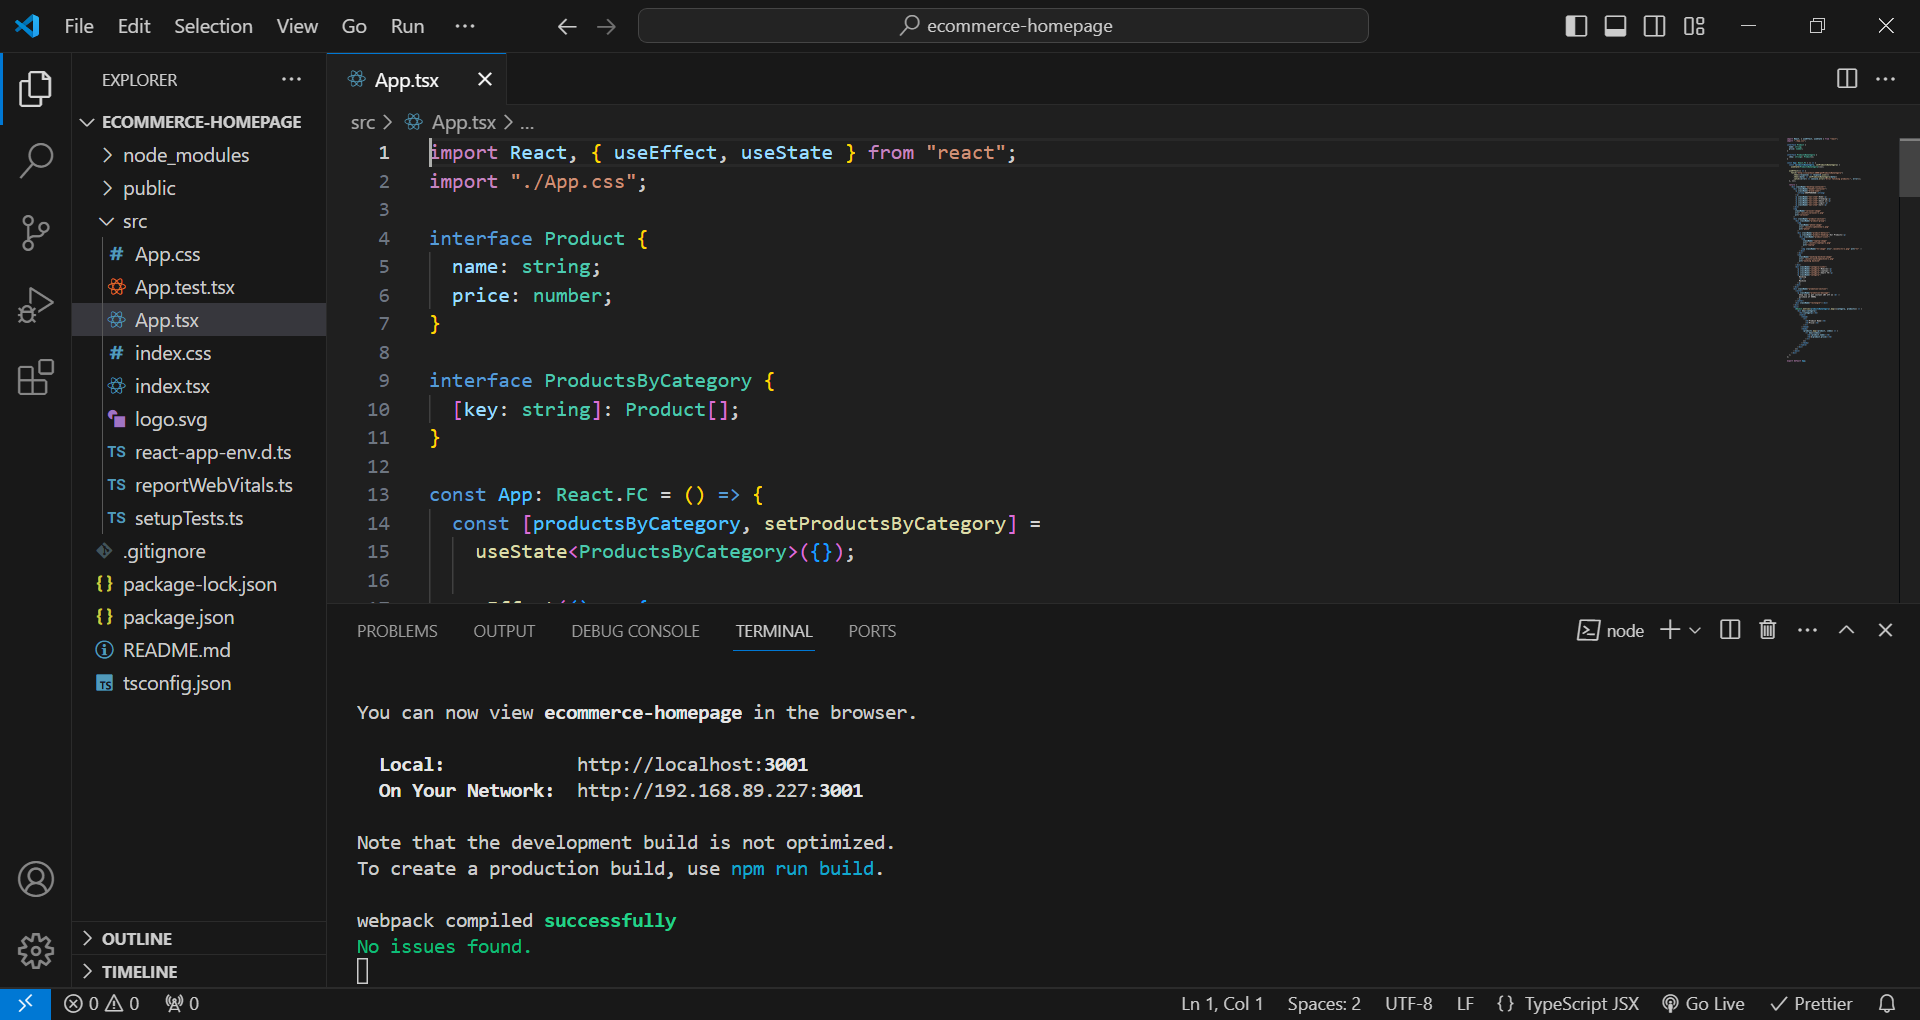 File Edit Selection View Go Run ...
ecommerce-homepage
EXPLORER
ECOMMERCE-HOMEPAGE
node_modules
public
src
# App.css
App.test.tsx
App.tsx
# index.css
index.tsx
logo.svg
TS react-app-env.d.ts
TS reportWebVitals.ts
TS setupTests.ts
.gitignore
{} package-lock.json
{} package.json
README.md
TS tsconfig.json
OUTLINE
TIMELINE
App.tsx
src > App.tsx > ...
1 import React, { useEffect, useState } from "react";
2 import "./App.css";
3
4 interface Product {
5 name: string;
6 price: number;
7 }
8
9 interface ProductsByCategory {
10 [key: string]: Product[];
11 }
12
13 const App: React.FC = () => {
14 const [productsByCategory, setProductsByCategory] =
15 useState<ProductsByCategory>({});
16
PROBLEMS OUTPUT DEBUG CONSOLE TERMINAL PORTS
node
You can now view ecommerce-homepage in the browser.
Local: http://localhost:3001
On Your Network: http://192.168.89.227:3001
Note that the development build is not optimized.
To create a production build, use npm run build.
webpack compiled successfully
No issues found.
0 0 0
Ln 1, Col 1 Spaces: 2 UTF-8 LF {} TypeScript JSX Go Live Prettier